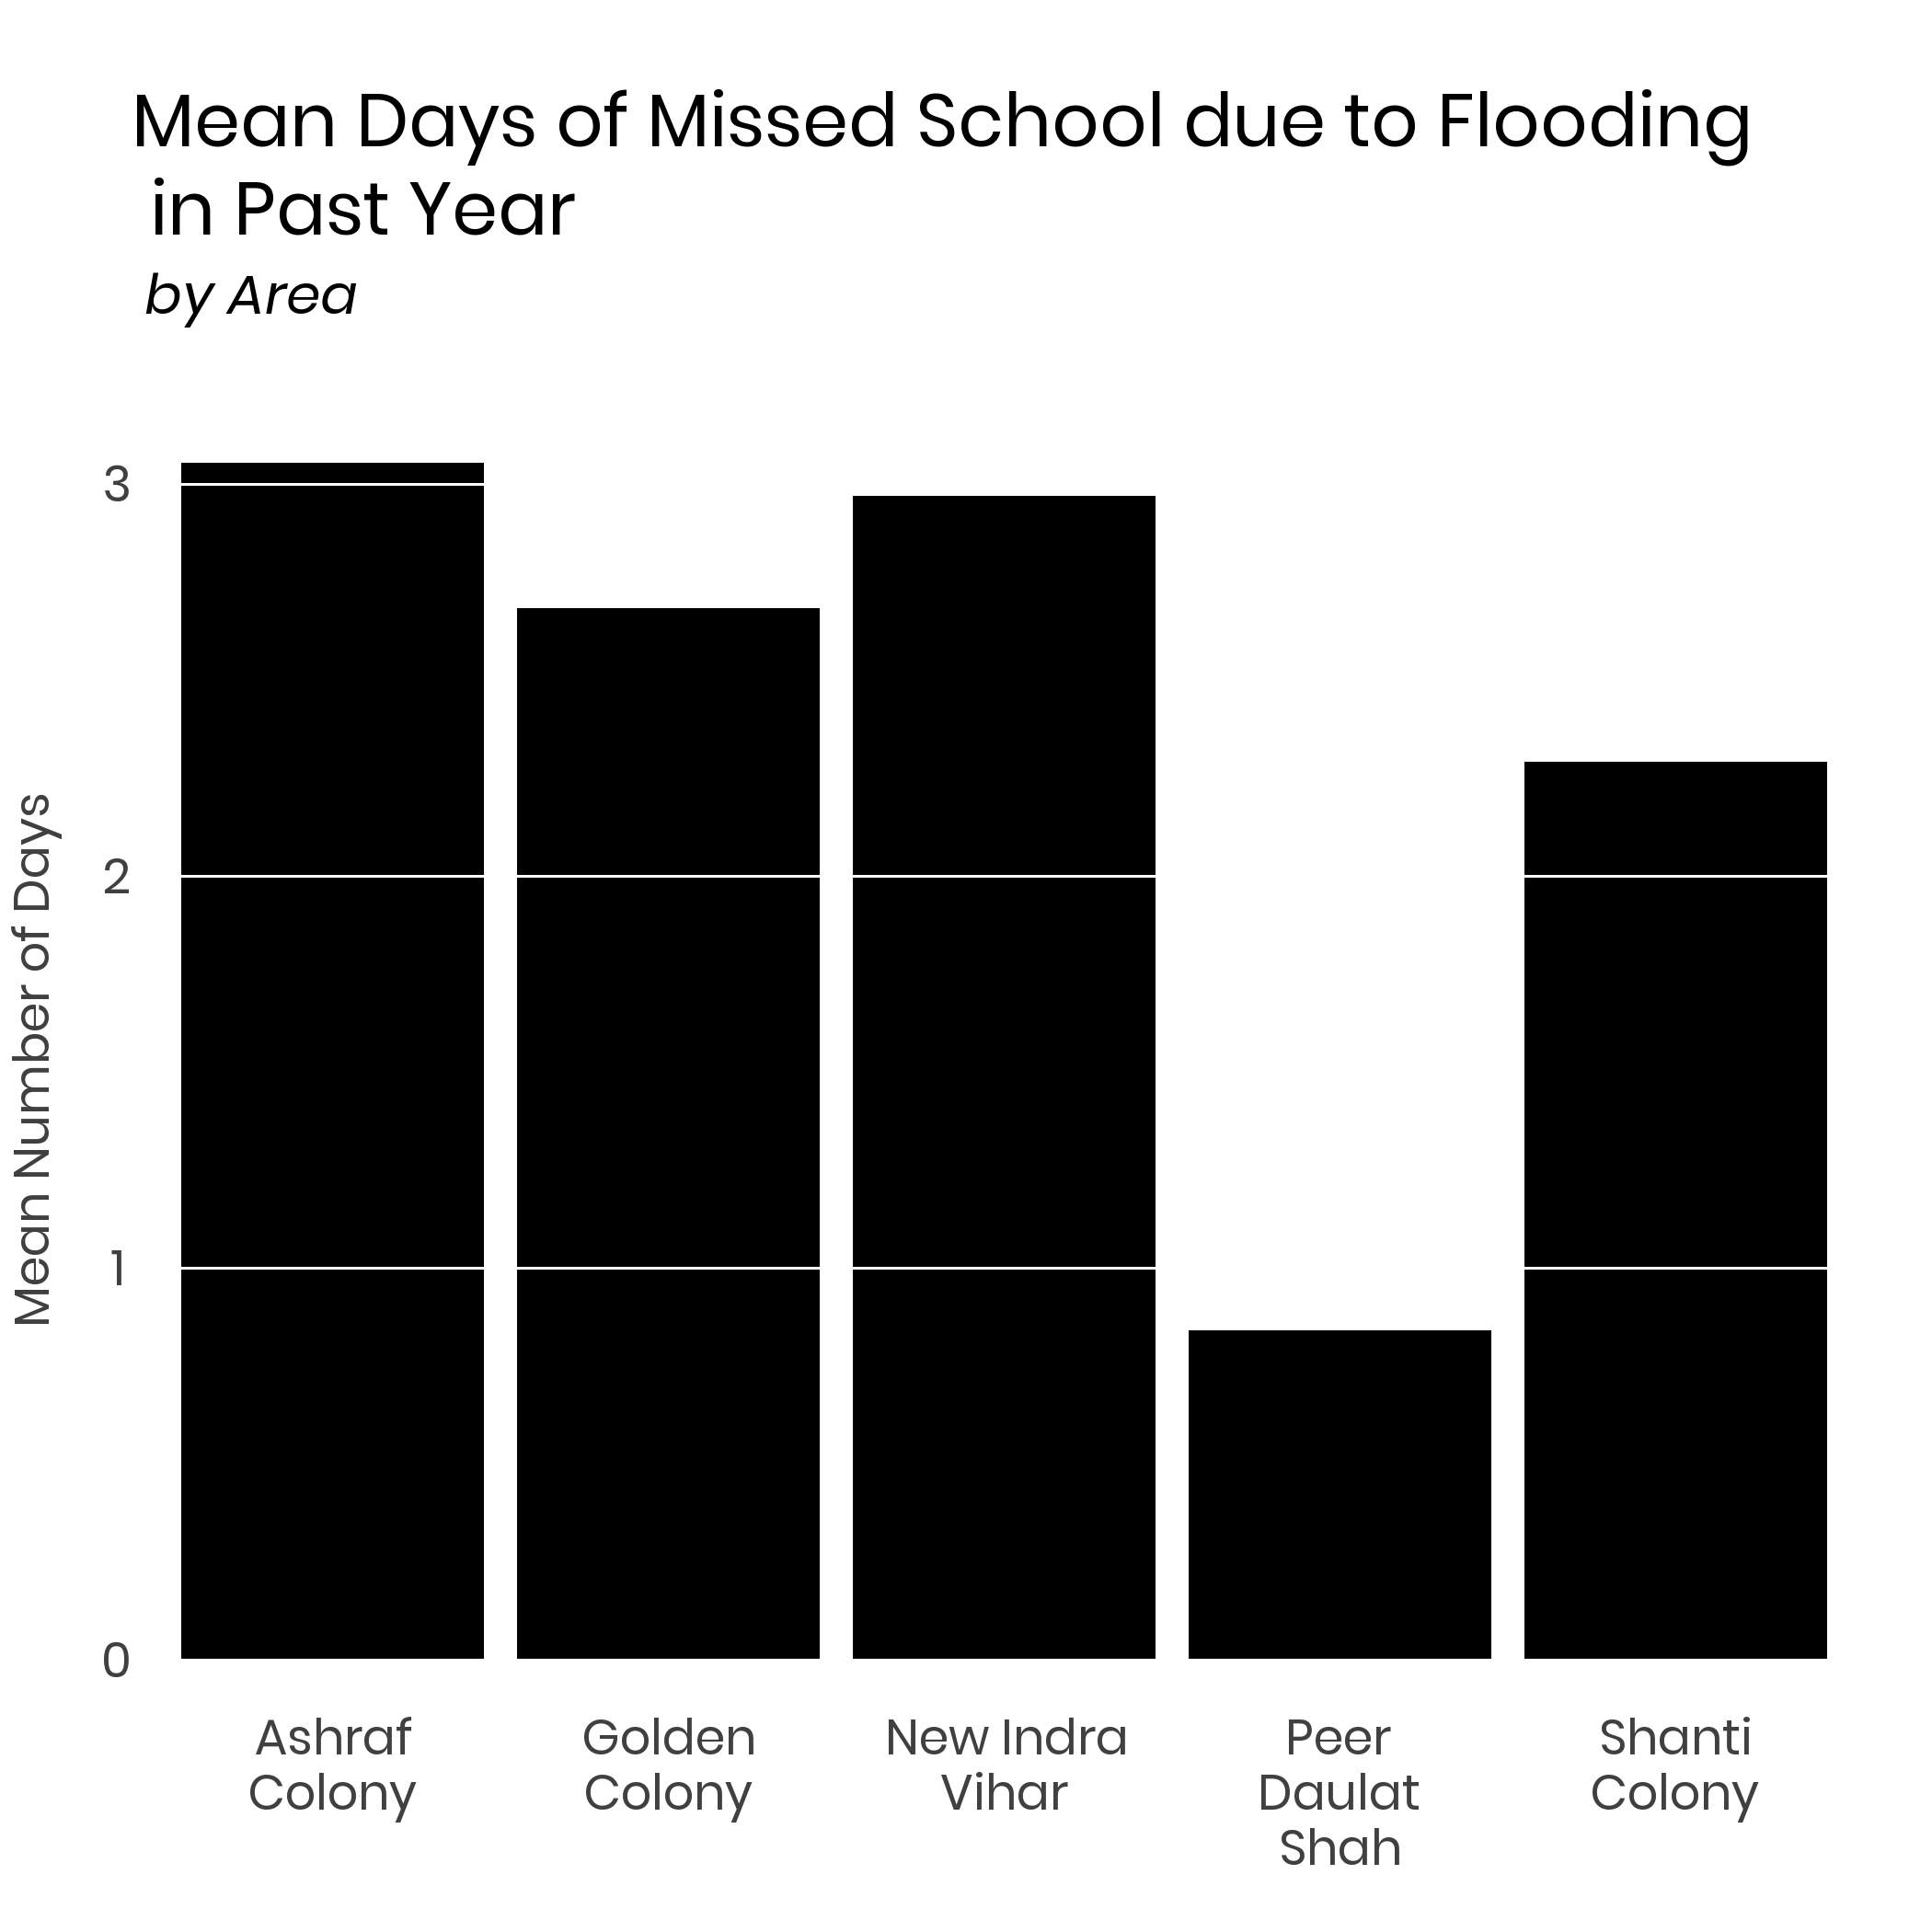 Mean Days of Missed School due to Flooding
in Past Year
by Area
Mean Number of Days
3
2
1
0
Ashraf
Colony
Golden
Colony
New Indra
Vihar
Peer
Daulat
Shah
Shanti
Colony